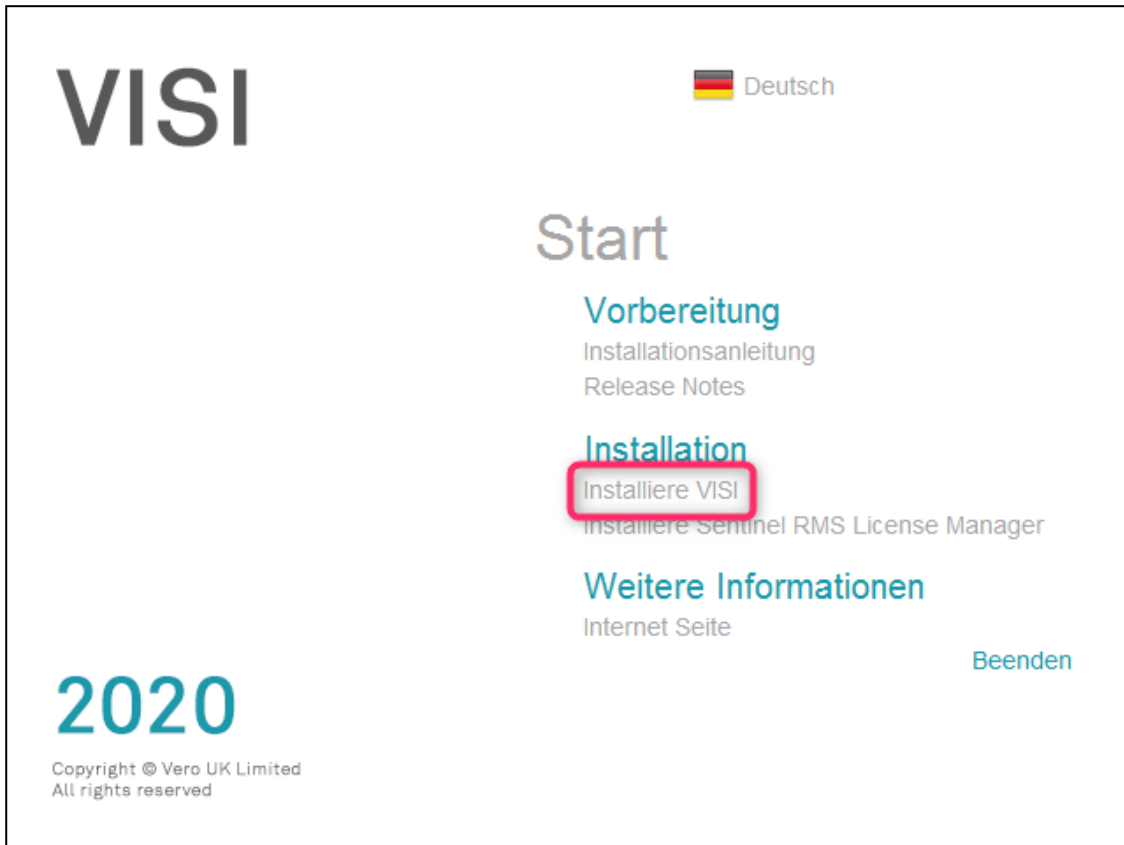 VISI
Deutsch
Start
Vorbereitung
Installationsanleitung
Release Notes
Installation
Installiere VISI
Installiere Sentinel RMS License Manager
Weitere Informationen
Internet Seite
Beenden
2020
Copyright © Vero UK Limited
All rights reserved